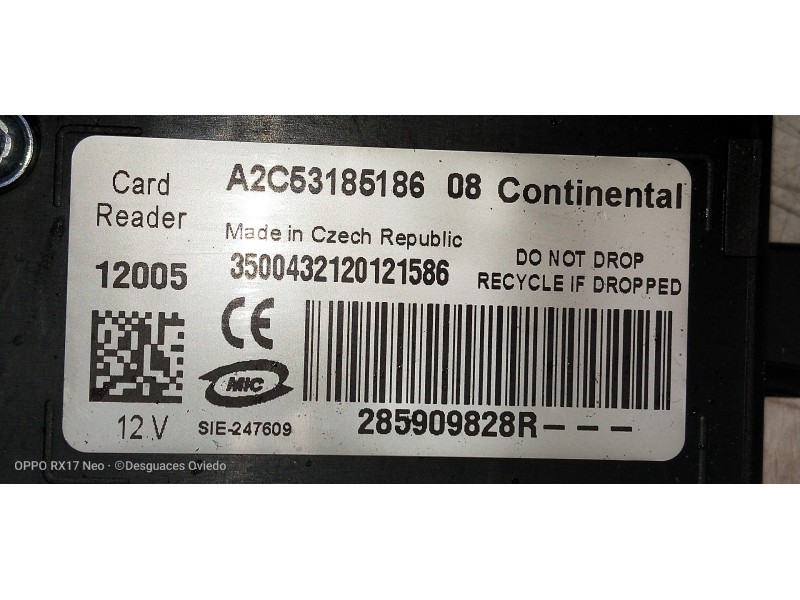 Card
Reader
12005
A2C53185186 08 Continental
Made in Czech Republic
3500432120121586
DO NOT DROP
RECYCLE IF DROPPED
CE
MIC
12 V
SIE-247609
285909828R---
OPPO RX17 Neo · ©Desguaces Oviedo